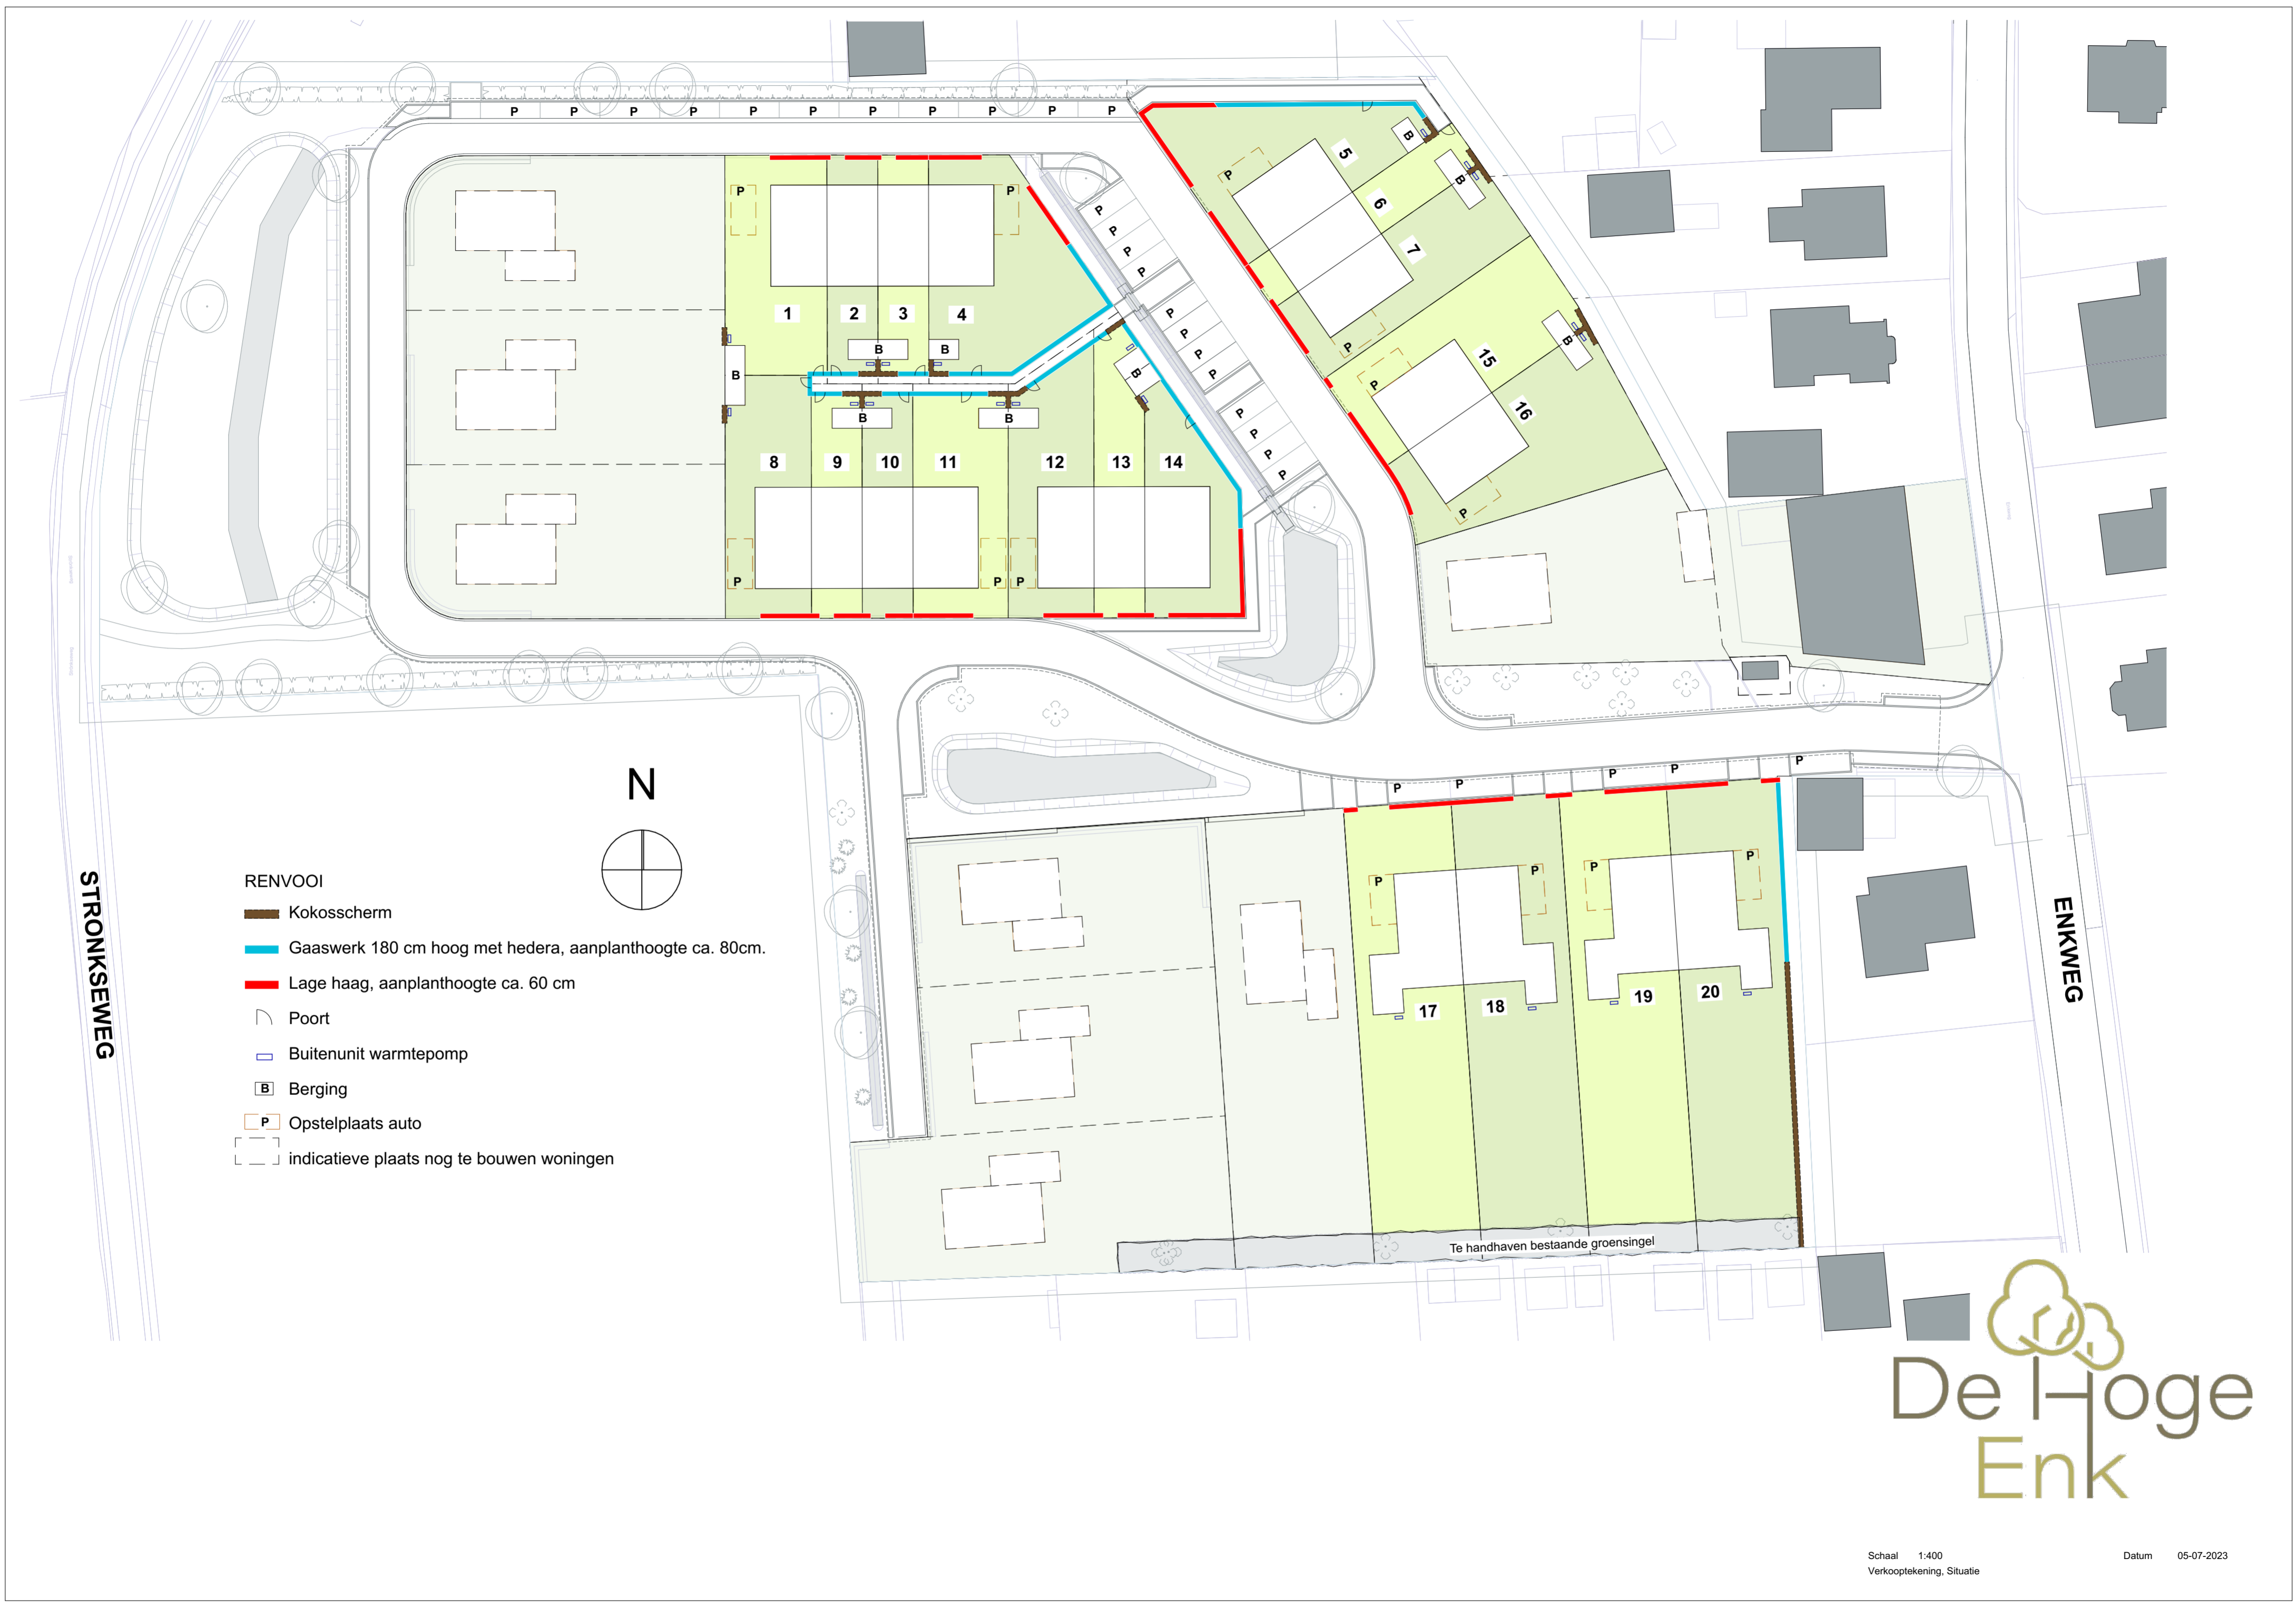 P P P P P P P P P P P
P
P
P
P
P
P
P
P
P
P
P
P
P
5
6
7
B
B
P
P
15
16
B
P
P
P
P
1
2
3
4
B
B
B
B
B
B
8
9
10
11
12
13
14
P
P
P
P
P
P
P
P
P
P
P
P
17
18
19
20
Te handhaven bestaande groensingel
STRONKSEWEG
ENKWEG
N
RENVOOI
Kokosscherm
Gaaswerk 180 cm hoog met hedera, aanplanthoogte ca. 80cm.
Lage haag, aanplanthoogte ca. 60 cm
Poort
Buitenunit warmtepomp
B Berging
P Opstelplaats auto
indicatieve plaats nog te bouwen woningen
De Hoge
Enk
Schaal 1:400 Datum 05-07-2023
Verkooptekening, Situatie